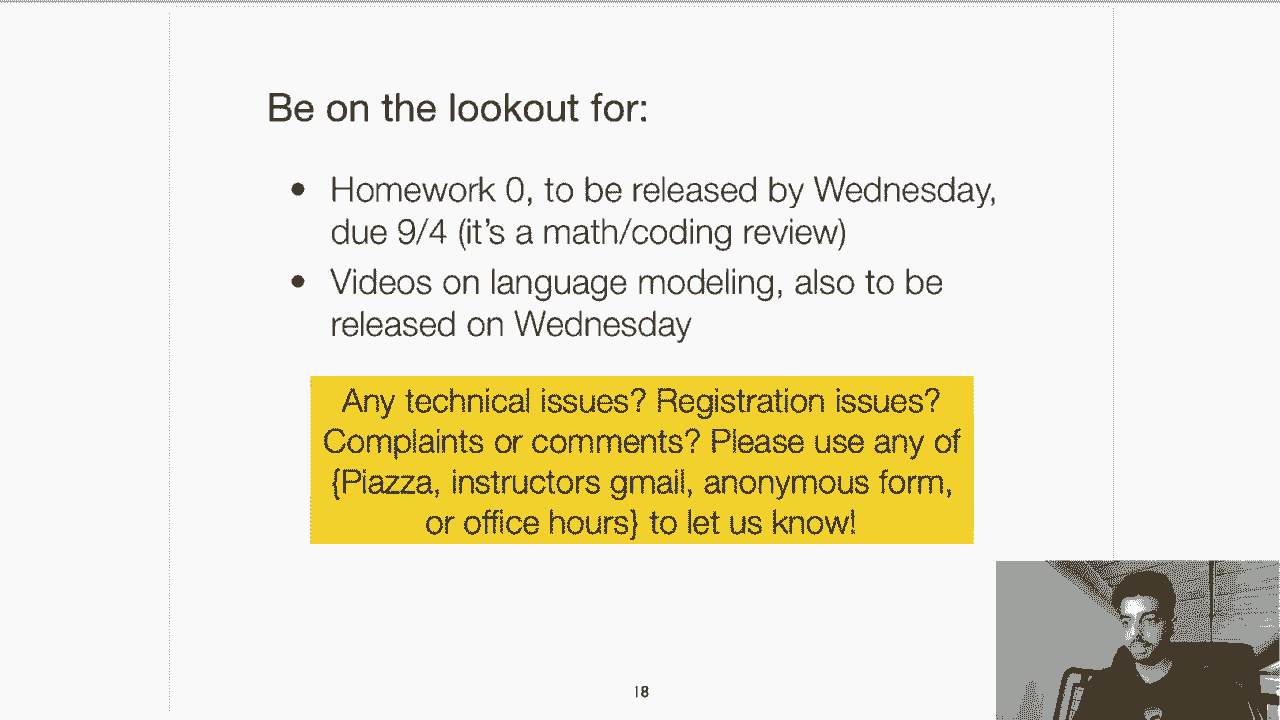 Be on the lookout for:
• Homework 0, to be released by Wednesday,
due 9/4 (it's a math/coding review)
• Videos on language modeling, also to be
released on Wednesday
Any technical issues? Registration issues?
Complaints or comments? Please use any of
{Piazza, instructors gmail, anonymous form,
or office hours} to let us know!
18